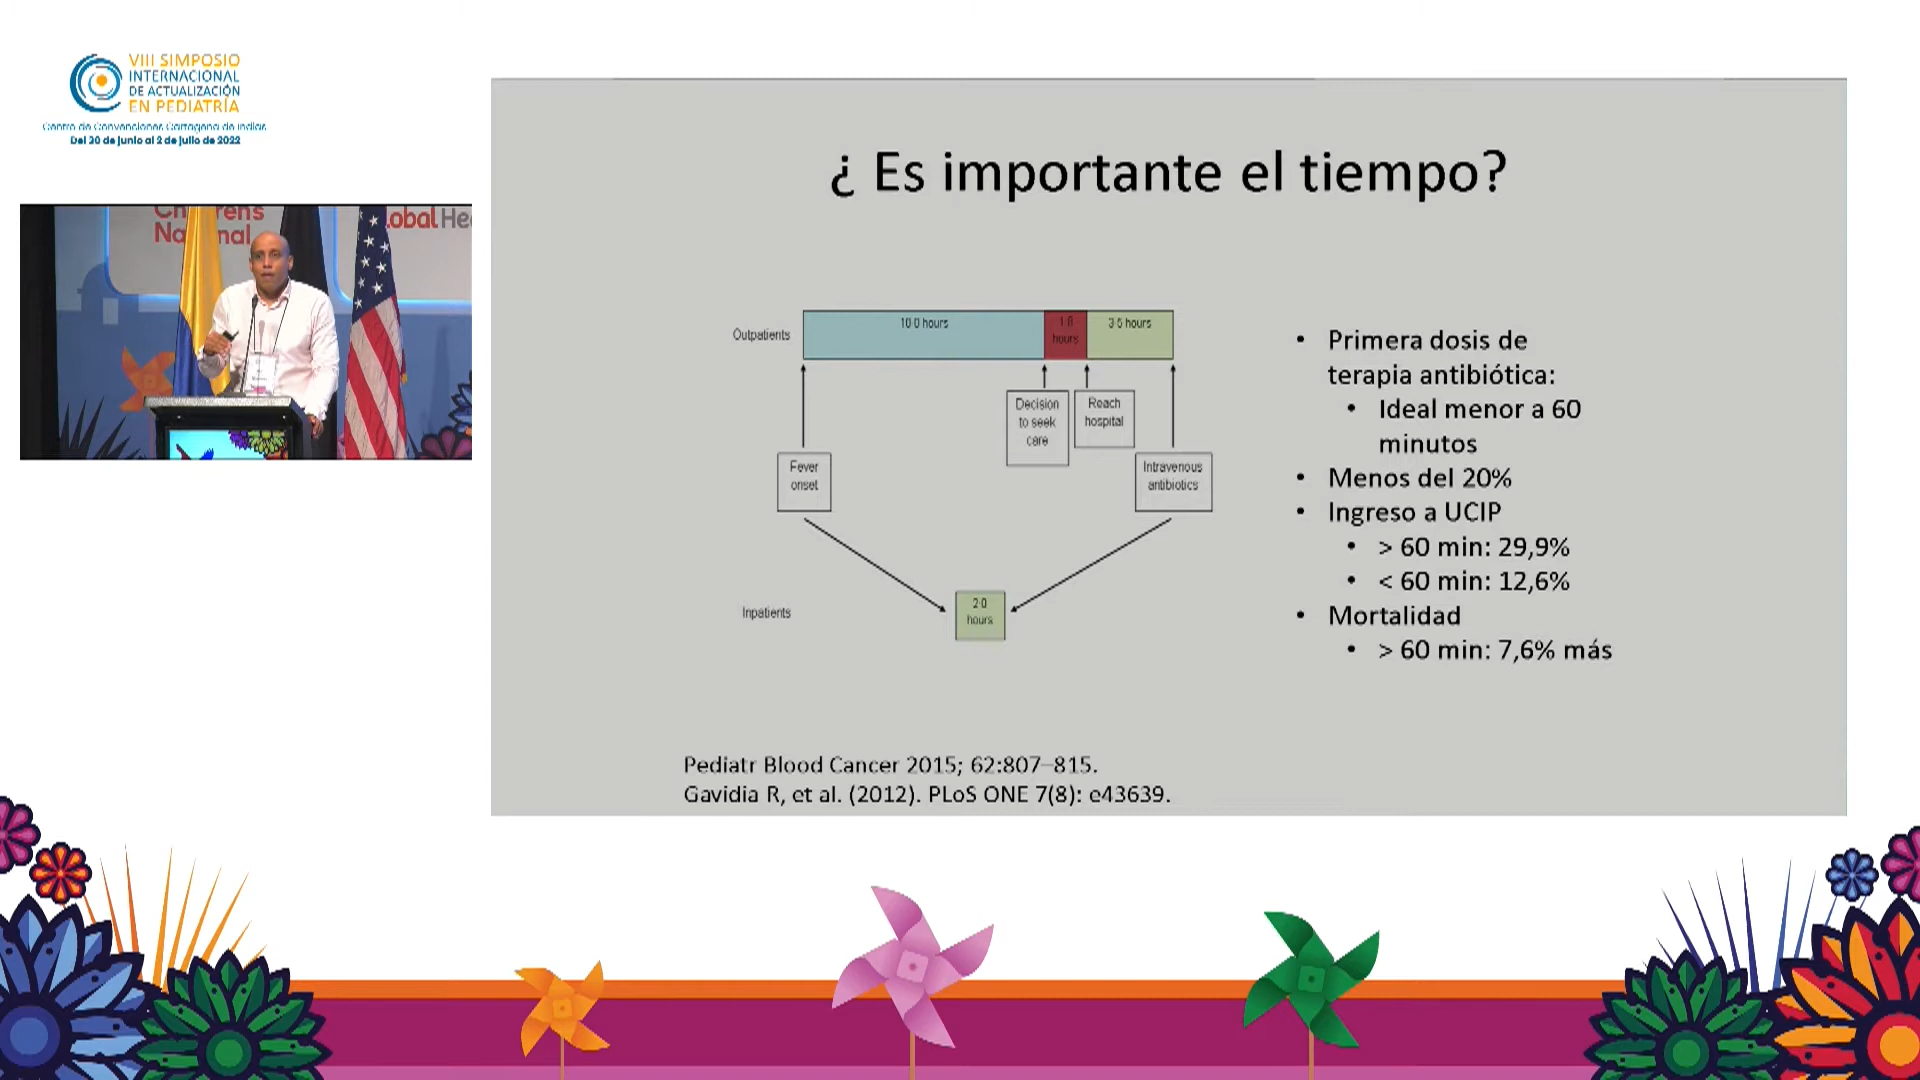 VIII SIMPOSIO
INTERNACIONAL
DE ACTUALIZACIÓN
EN PEDIATRÍA
Centro de Convenciones Cartagena de Indias
Del 30 de junio al 2 de julio de 2022
¿ Es importante el tiempo?
Outpatients
10·0 hours
1·0
hours
3·5 hours
Decision
to seek
care
Reach
hospital
Fever
onset
Intravenous
antibiotics
Inpatients
2·0
hours
• Primera dosis de
terapia antibiótica:
• Ideal menor a 60
minutos
• Menos del 20%
• Ingreso a UCIP
• > 60 min: 29,9%
• < 60 min: 12,6%
• Mortalidad
• > 60 min: 7,6% más
Pediatr Blood Cancer 2015; 62:807–815.
Gavidia R, et al. (2012). PLoS ONE 7(8): e43639.